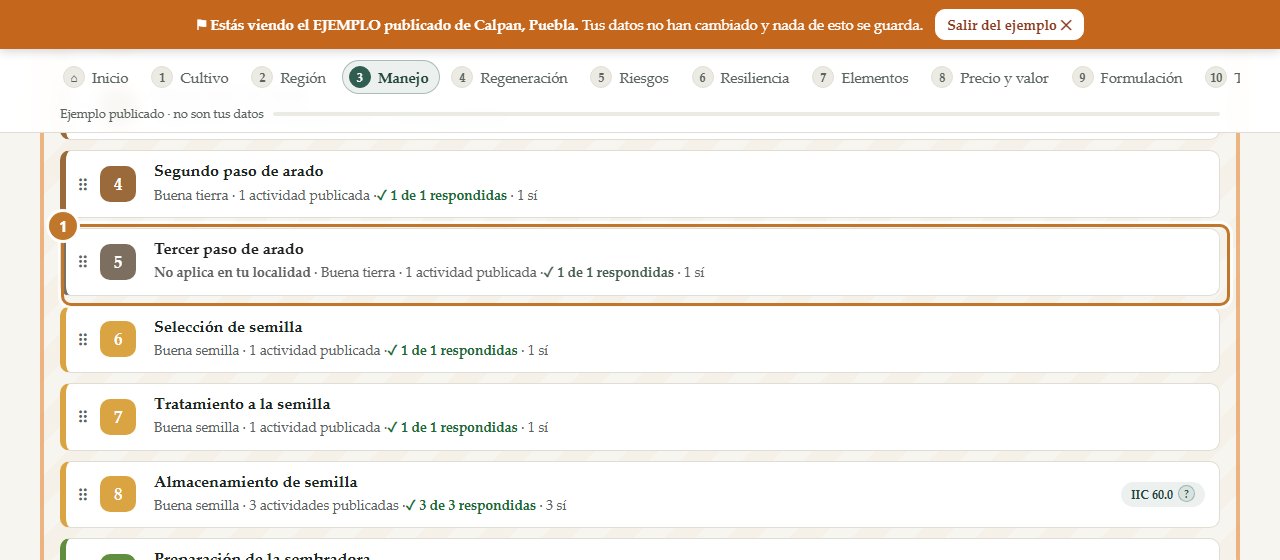 ⚑ Estás viendo el EJEMPLO publicado de Calpan, Puebla. Tus datos no han cambiado y nada de esto se guarda. Salir del ejemplo ✕
⌂ Inicio 1 Cultivo 2 Región 3 Manejo 4 Regeneración 5 Riesgos 6 Resiliencia 7 Elementos 8 Precio y valor 9 Formulación 10
Ejemplo publicado · no son tus datos
4 Segundo paso de arado
Buena tierra · 1 actividad publicada · ✓ 1 de 1 respondidas · 1 sí
1
5 Tercer paso de arado
No aplica en tu localidad · Buena tierra · 1 actividad publicada · ✓ 1 de 1 respondidas · 1 sí
6 Selección de semilla
Buena semilla · 1 actividad publicada · ✓ 1 de 1 respondidas · 1 sí
7 Tratamiento a la semilla
Buena semilla · 1 actividad publicada · ✓ 1 de 1 respondidas · 1 sí
8 Almacenamiento de semilla
Buena semilla · 3 actividades publicadas · ✓ 3 de 3 respondidas · 3 sí
IIC 60.0 ?
Preparación de la sembradora